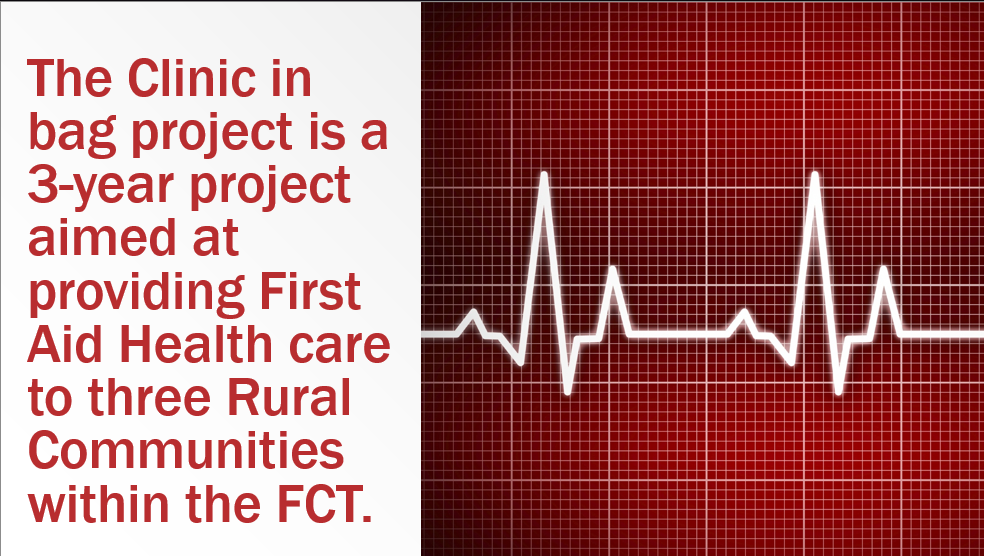 The Clinic in
bag project is a
3-year project
aimed at
providing First
Aid Health care
to three Rural
Communities
within the FCT.